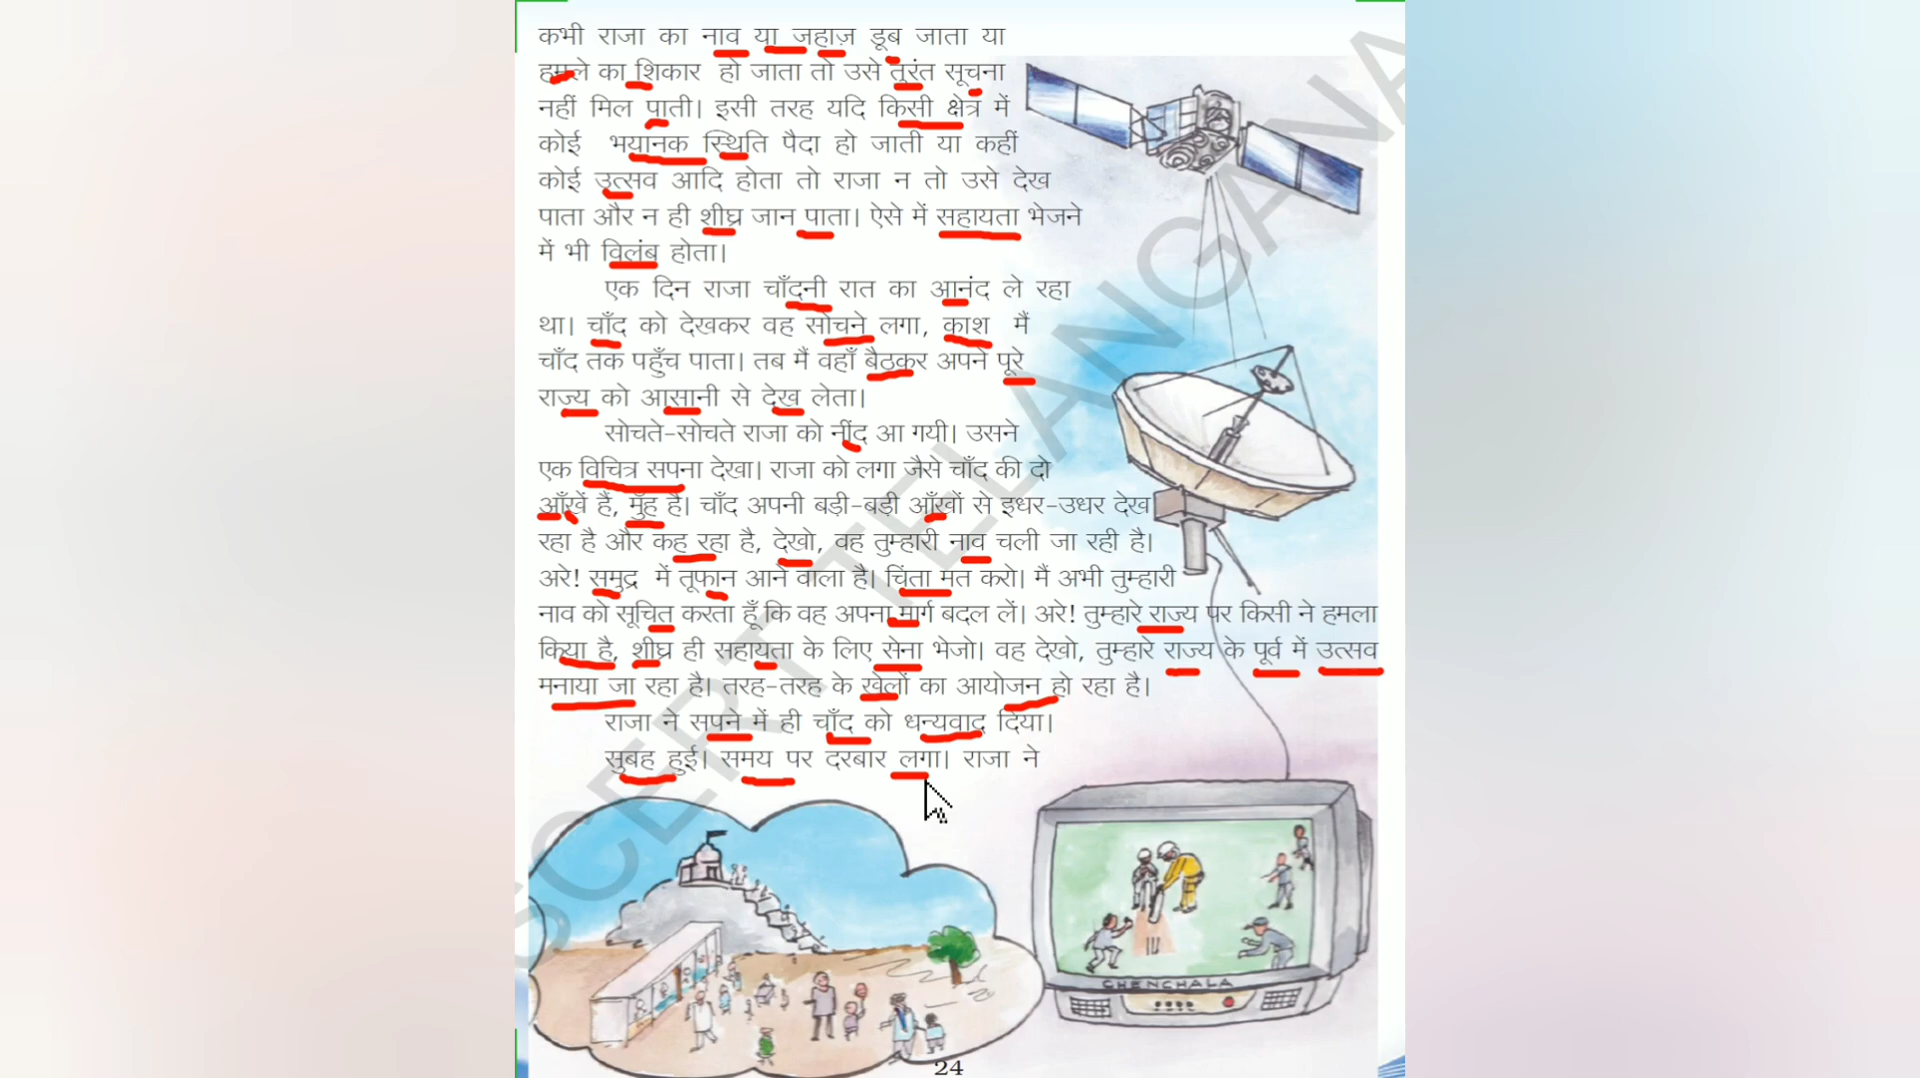 कभी राजा का नाव या जहाज़ डूब जाता या
हमले का शिकार हो जाता तो उसे तुरंत सूचना
नहीं मिल पाती। इसी तरह यदि किसी क्षेत्र में
कोई भयानक स्थिति पैदा हो जाती या कहीं
कोई उत्सव आदि होता तो राजा न तो उसे देख
पाता और न ही शीघ्र जान पाता। ऐसे में सहायता भेजने
में भी विलंब होता।
एक दिन राजा चाँदनी रात का आनंद ले रहा
था। चाँद को देखकर वह सोचने लगा, काश मैं
चाँद तक पहुँच पाता। तब मैं वहाँ बैठकर अपने पूरे
राज्य को आसानी से देख लेता।
सोचते-सोचते राजा को नींद आ गयी। उसने
एक विचित्र सपना देखा। राजा को लगा जैसे चाँद की दो
आँखें हैं, मुँह है। चाँद अपनी बड़ी-बड़ी आँखों से इधर-उधर देख
रहा है और कह रहा है, देखो, वह तुम्हारी नाव चली जा रही है।
अरे! समुद्र में तूफान आने वाला है। चिंता मत करो। मैं अभी तुम्हारी
नाव को सूचित करता हूँ कि वह अपना मार्ग बदल लें। अरे! तुम्हारे राज्य पर किसी ने हमला
किया है, शीघ्र ही सहायता के लिए सेना भेजो। वह देखो, तुम्हारे राज्य के पूर्व में उत्सव
मनाया जा रहा है। तरह-तरह के खेलों का आयोजन हो रहा है।
राजा ने सपने में ही चाँद को धन्यवाद दिया।
सुबह हुई। समय पर दरबार लगा। राजा ने
SCERT TELANGANA
CHENCHALA
24